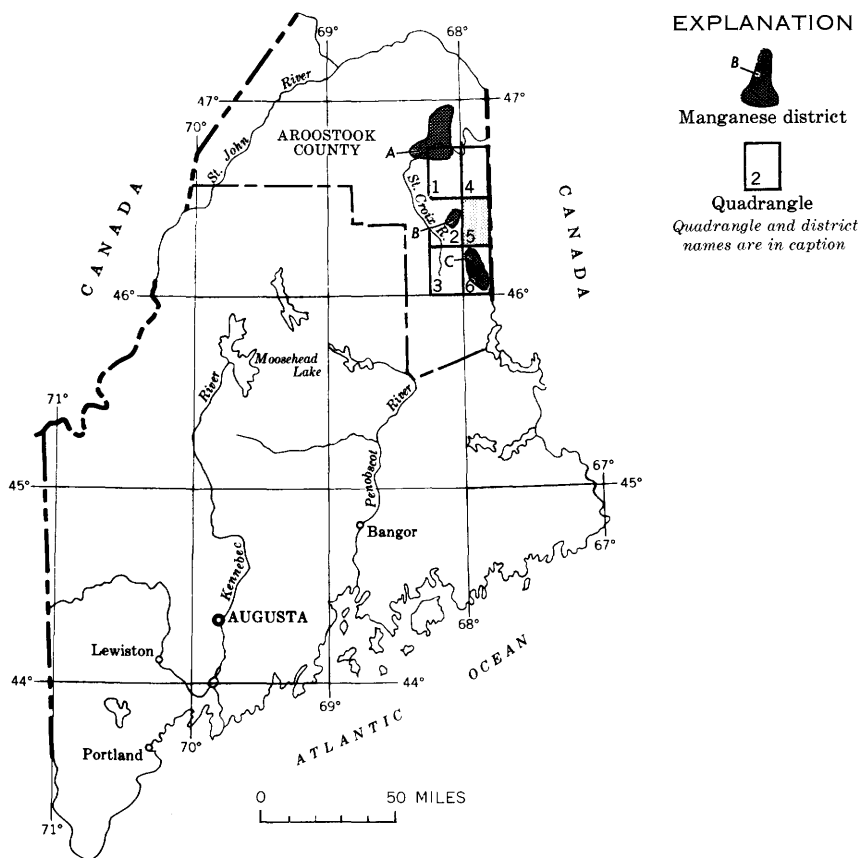 EXPLANATION
B
Manganese district
2
Quadrangle
Quadrangle and district
names are in caption
69°
68°
47°
47°
70°
River
St. John
AROOSTOOK
COUNTY
A
1
4
St. Croix R.
B
2
5
C
3
6
CANADA
CANADA
46°
46°
Moosehead
Lake
River
River
71°
67°
45°
45°
67°
Penobscot
Bangor
Kennebec
AUGUSTA
68°
Lewiston
44°
44°
69°
70°
Portland
ATLANTIC OCEAN
71°
0 50 MILES